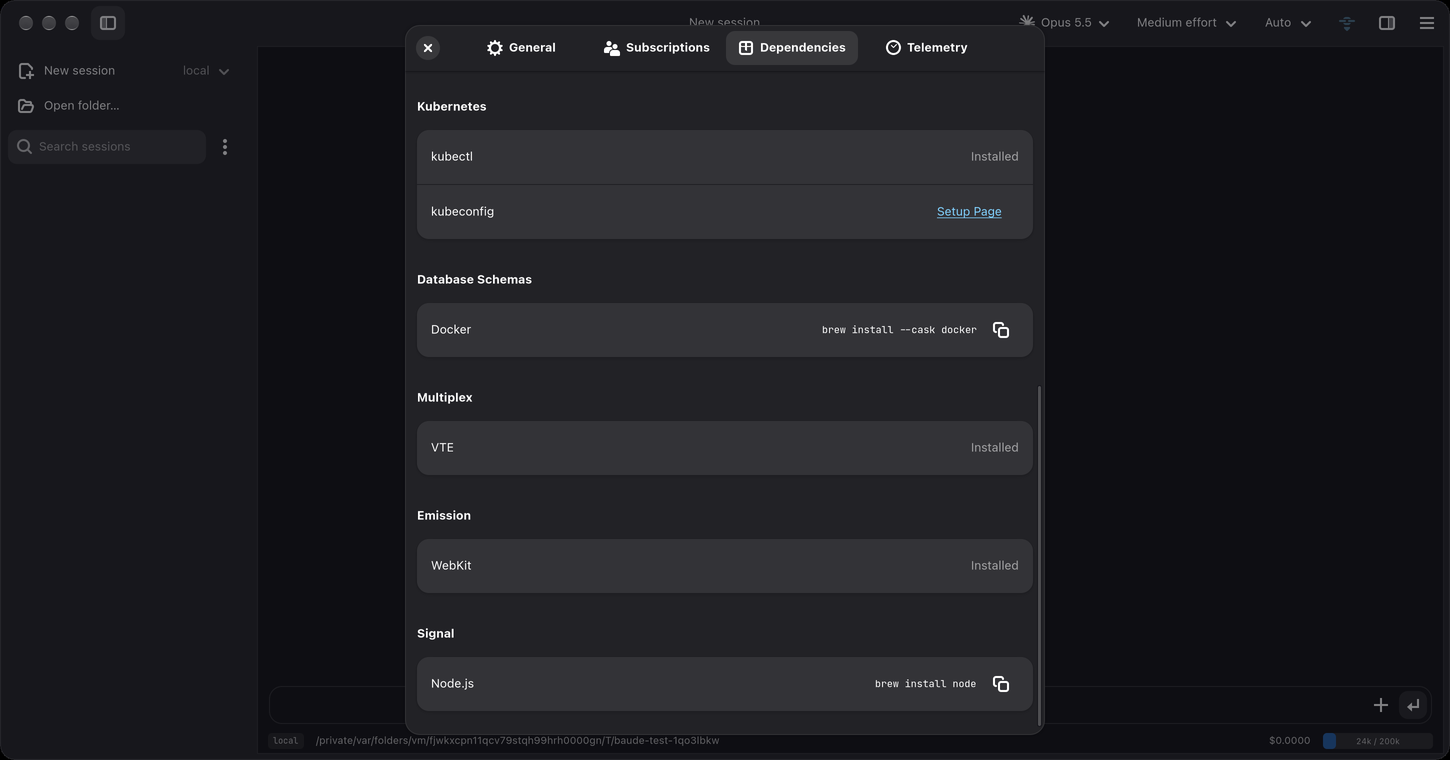 New session
Opus 5.5
Medium effort
Auto
General
Subscriptions
Dependencies
Telemetry
New session
local
Open folder...
Search sessions
Kubernetes
kubectl
Installed
kubeconfig
Setup Page
Database Schemas
Docker
brew install --cask docker
Multiplex
VTE
Installed
Emission
WebKit
Installed
Signal
Node.js
brew install node
local
/private/var/folders/vm/fjwkxcpn11qcv79stqh99hrh0000gn/T/baude-test-1qo3lbkw
$0.0000
24k / 200k